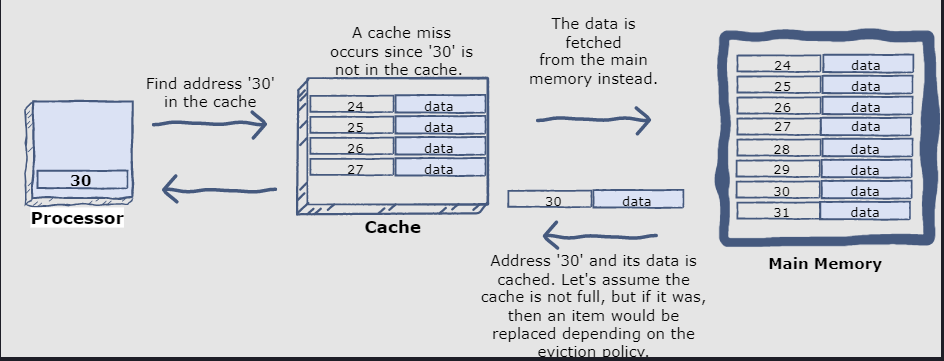 Find address '30'
in the cache
30
Processor
A cache miss
occurs since '30' is
not in the cache.
24 data
25 data
26 data
27 data
Cache
The data is
fetched
from the main
memory instead.
30 data
Address '30' and its data is
cached. Let's assume the
cache is not full, but if it was,
then an item would be
replaced depending on the
eviction policy.
24 data
25 data
26 data
27 data
28 data
29 data
30 data
31 data
Main Memory